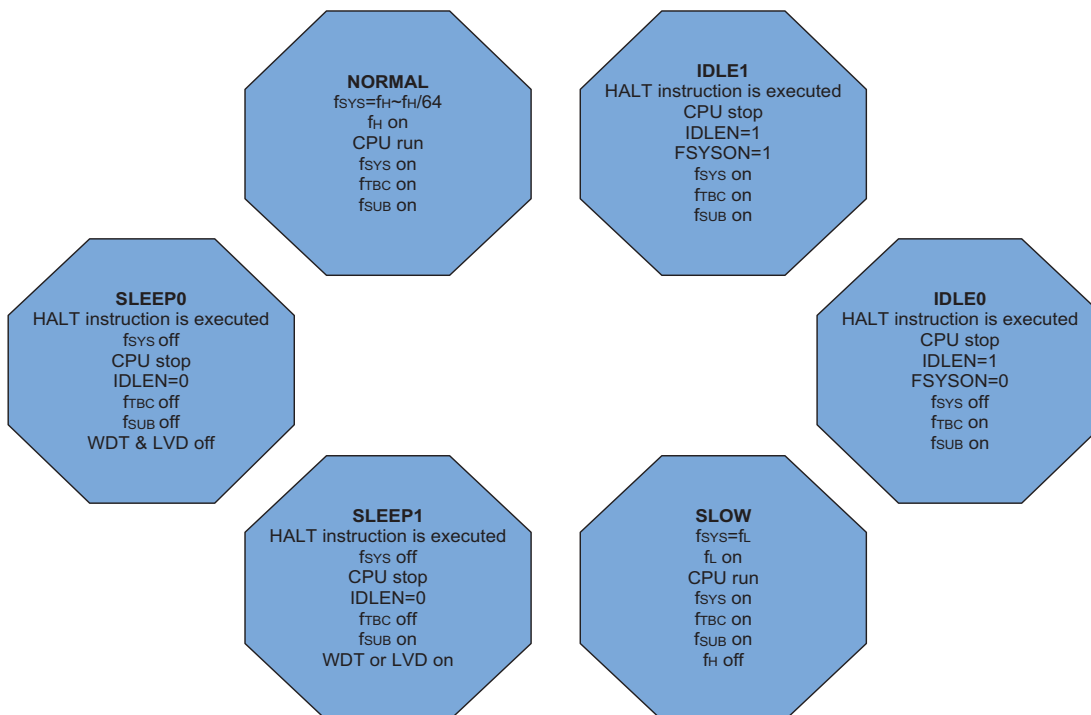 NORMAL
fSYS=fH~fH/64
fH on
CPU run
fSYS on
fTBC on
fSUB on
IDLE1
HALT instruction is executed
CPU stop
IDLEN=1
FSYSON=1
fSYS on
fTBC on
fSUB on
SLEEP0
HALT instruction is executed
fSYS off
CPU stop
IDLEN=0
fTBC off
fSUB off
WDT & LVD off
IDLE0
HALT instruction is executed
CPU stop
IDLEN=1
FSYSON=0
fSYS off
fTBC on
fSUB on
SLEEP1
HALT instruction is executed
fSYS off
CPU stop
IDLEN=0
fTBC off
fSUB on
WDT or LVD on
SLOW
fSYS=fL
fL on
CPU run
fSYS on
fTBC on
fSUB on
fH off